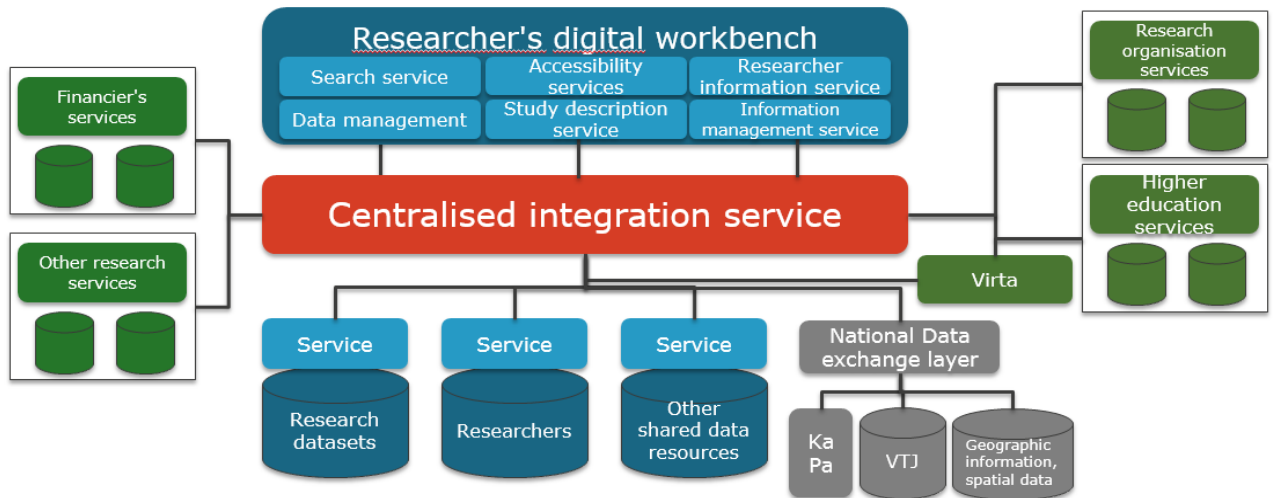 Researcher's digital workbench
Search service
Accessibility
services
Researcher
information service
Data management
Study description
service
Information
management service
Financier's
services
Other research
services
Centralised integration service
Research
organisation
services
Higher
education
services
Virta
Service
Service
Service
National Data
exchange layer
Research
datasets
Researchers
Other
shared data
resources
Ka
Pa
VTJ
Geographic
information,
spatial data